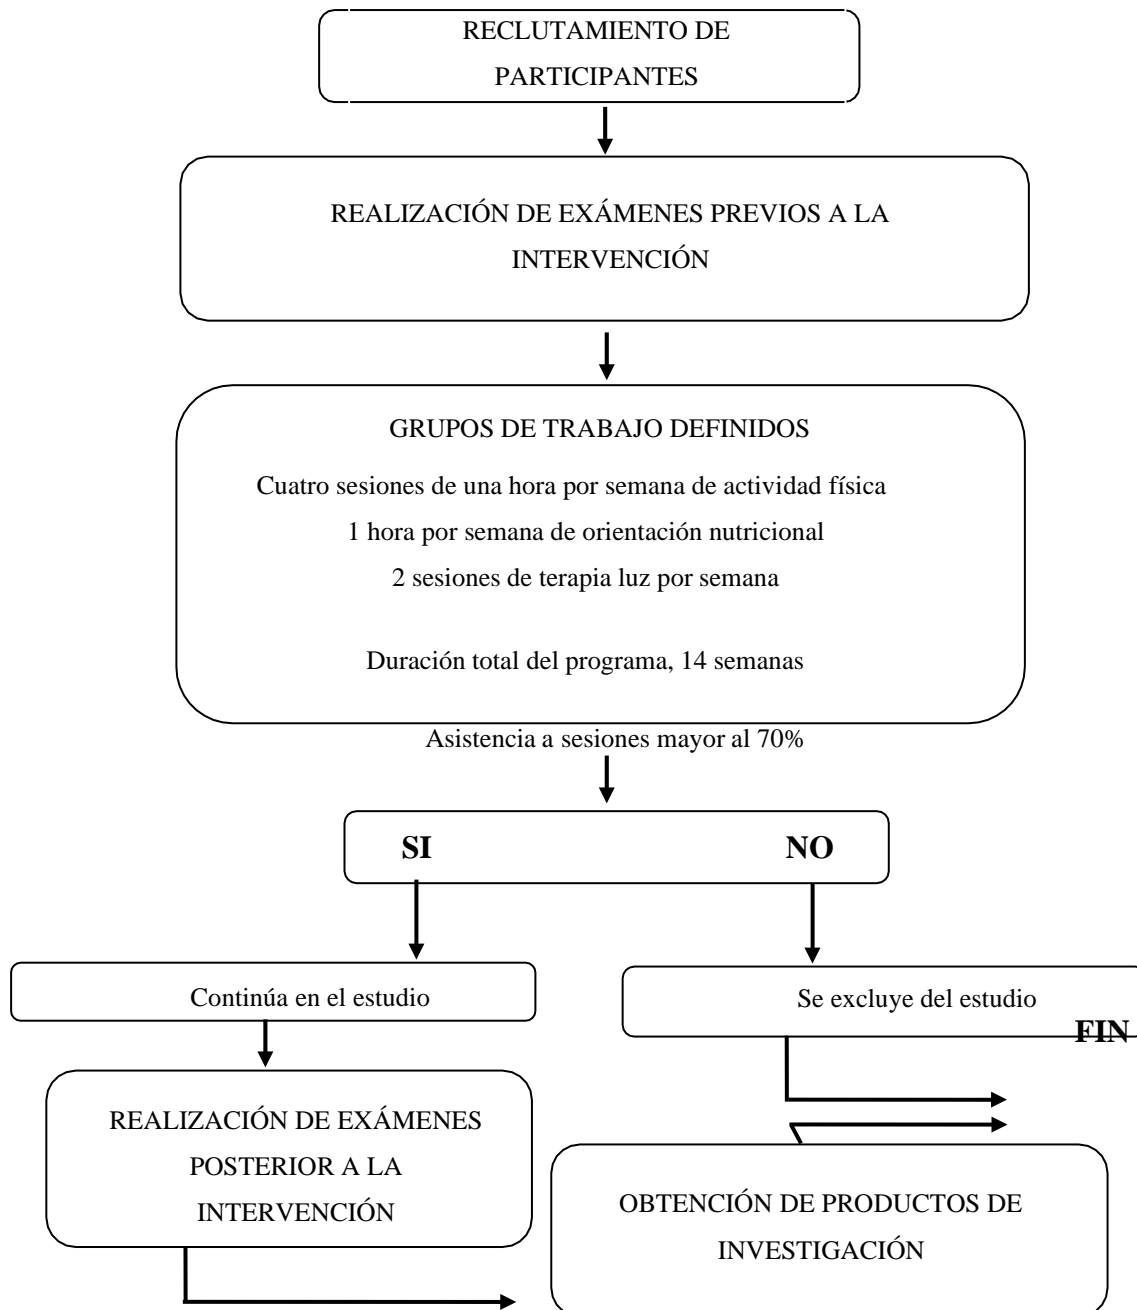 RECLUTAMIENTO DE
PARTICIPANTES
REALIZACIÓN DE EXÁMENES PREVIOS A LA
INTERVENCIÓN
GRUPOS DE TRABAJO DEFINIDOS
Cuatro sesiones de una hora por semana de actividad física
1 hora por semana de orientación nutricional
2 sesiones de terapia luz por semana
Duración total del programa, 14 semanas
Asistencia a sesiones mayor al 70%
SI
NO
Continúa en el estudio
Se excluye del estudio
FIN
REALIZACIÓN DE EXÁMENES
POSTERIOR A LA
INTERVENCIÓN
OBTENCIÓN DE PRODUCTOS DE
INVESTIGACIÓN